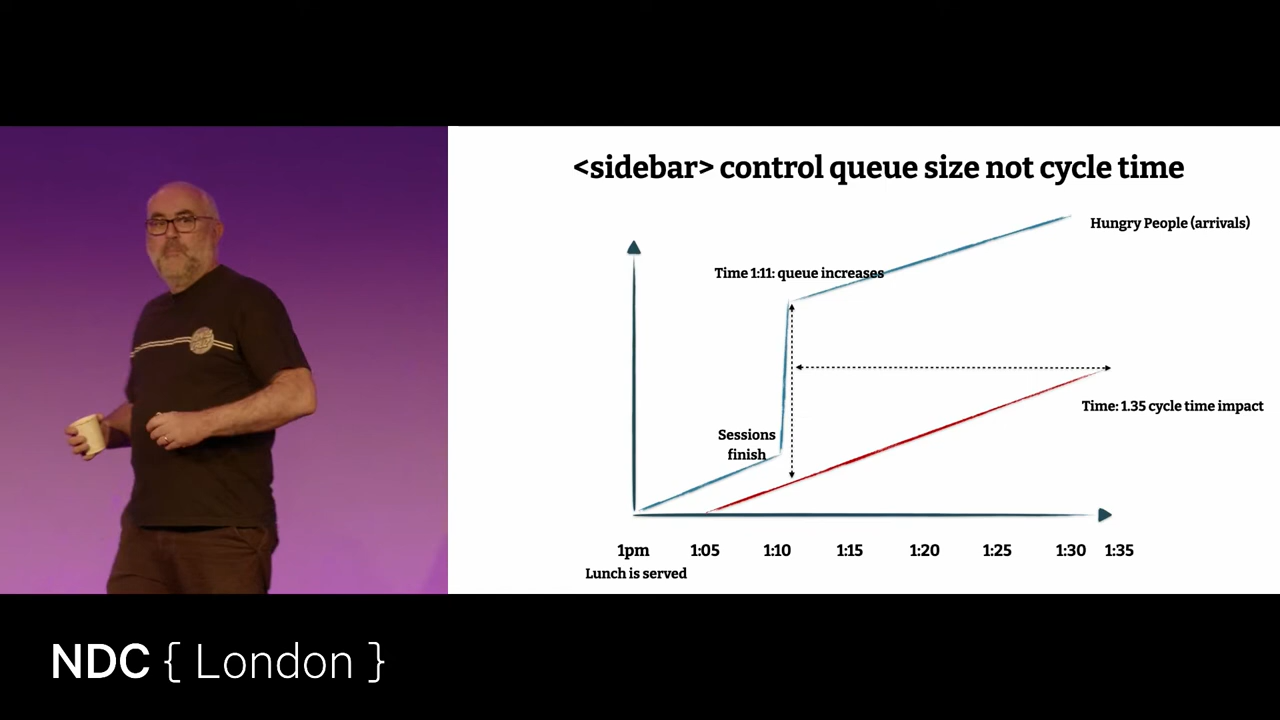 <sidebar> control queue size not cycle time
Hungry People (arrivals)
Time 1:11: queue increases
Time: 1.35 cycle time impact
Sessions
finish
1pm 1:05 1:10 1:15 1:20 1:25 1:30 1:35
Lunch is served
NDC { London }